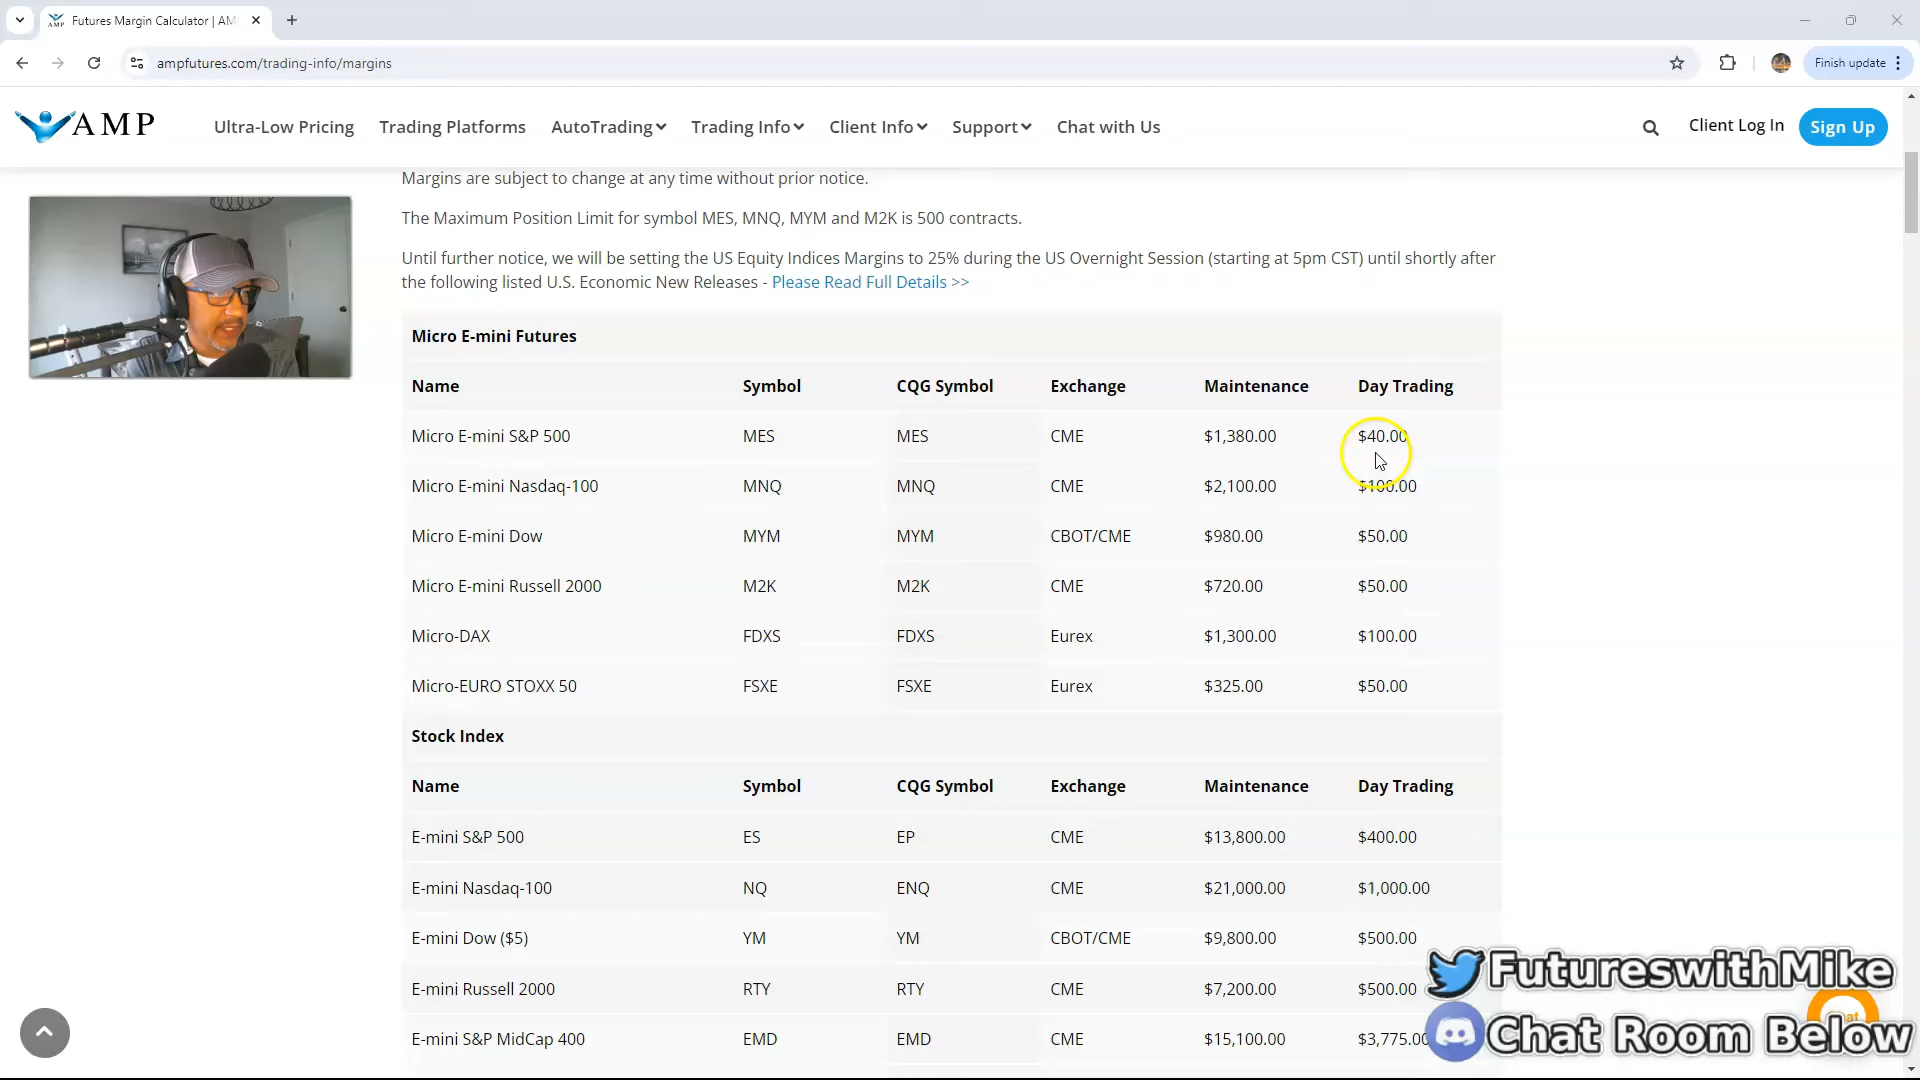 Futures Margin Calculator | AM
ampfutures.com/trading-info/margins
Finish update
AMP
AMP
Ultra-Low Pricing
Trading Platforms
AutoTrading
Trading Info
Client Info
Support
Chat with Us
Client Log In
Sign Up
Margins are subject to change at any time without prior notice.
The Maximum Position Limit for symbol MES, MNQ, MYM and M2K is 500 contracts.
Until further notice, we will be setting the US Equity Indices Margins to 25% during the US Overnight Session (starting at 5pm CST) until shortly after
the following listed U.S. Economic New Releases - Please Read Full Details >>
Micro E-mini Futures
Name Symbol CQG Symbol Exchange Maintenance Day Trading
Micro E-mini S&P 500 MES MES CME $1,380.00 $40.00
Micro E-mini Nasdaq-100 MNQ MNQ CME $2,100.00 $100.00
Micro E-mini Dow MYM MYM CBOT/CME $980.00 $50.00
Micro E-mini Russell 2000 M2K M2K CME $720.00 $50.00
Micro-DAX FDXS FDXS Eurex $1,300.00 $100.00
Micro-EURO STOXX 50 FSXE FSXE Eurex $325.00 $50.00
Stock Index
Name Symbol CQG Symbol Exchange Maintenance Day Trading
E-mini S&P 500 ES EP CME $13,800.00 $400.00
E-mini Nasdaq-100 NQ ENQ CME $21,000.00 $1,000.00
E-mini Dow ($5) YM YM CBOT/CME $9,800.00 $500.00
E-mini Russell 2000 RTY RTY CME $7,200.00 $500.00
E-mini S&P MidCap 400 EMD EMD CME $15,100.00 $3,775.00
FutureswithMike
Chat Room Below